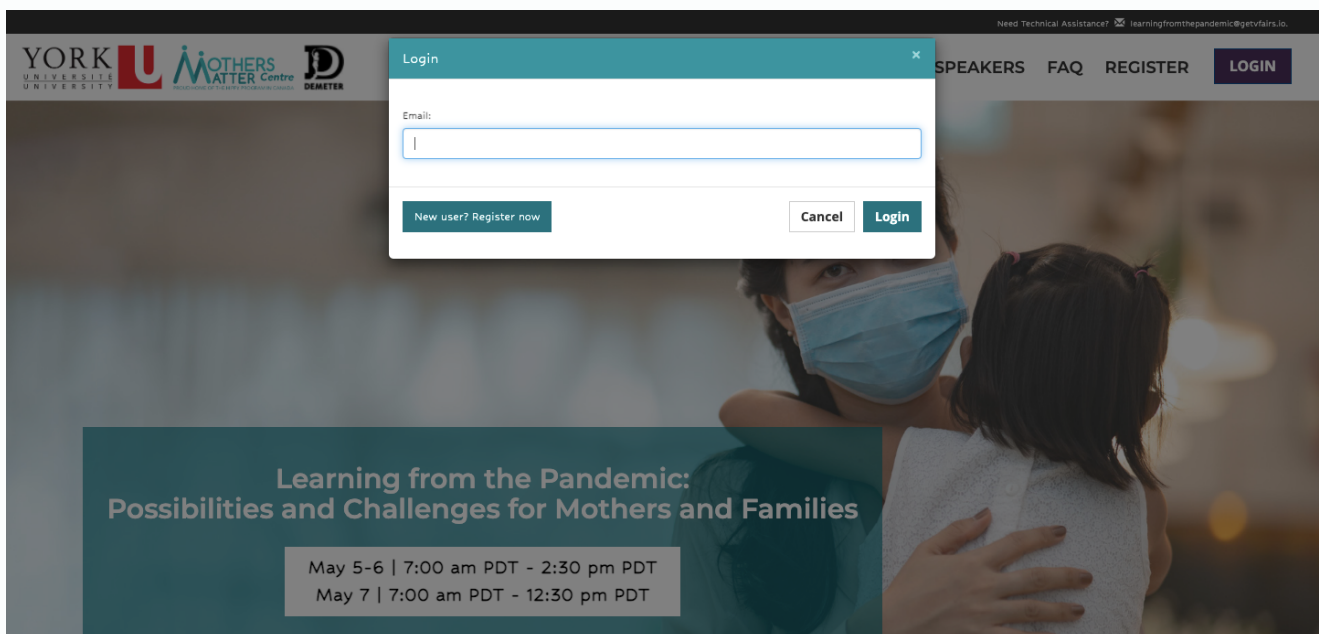 Need Technical Assistance? learningfromthepandemic@getvfairs.io.
YORK U
UNIVERSITÉ
UNIVERSITY
MOTHERS
MATTER Centre
DEMETER
SPEAKERS FAQ REGISTER LOGIN
Login ×
Email:
New user? Register now Cancel Login
Learning from the Pandemic:
Possibilities and Challenges for Mothers and Families
May 5-6 | 7:00 am PDT - 2:30 pm PDT
May 7 | 7:00 am PDT - 12:30 pm PDT